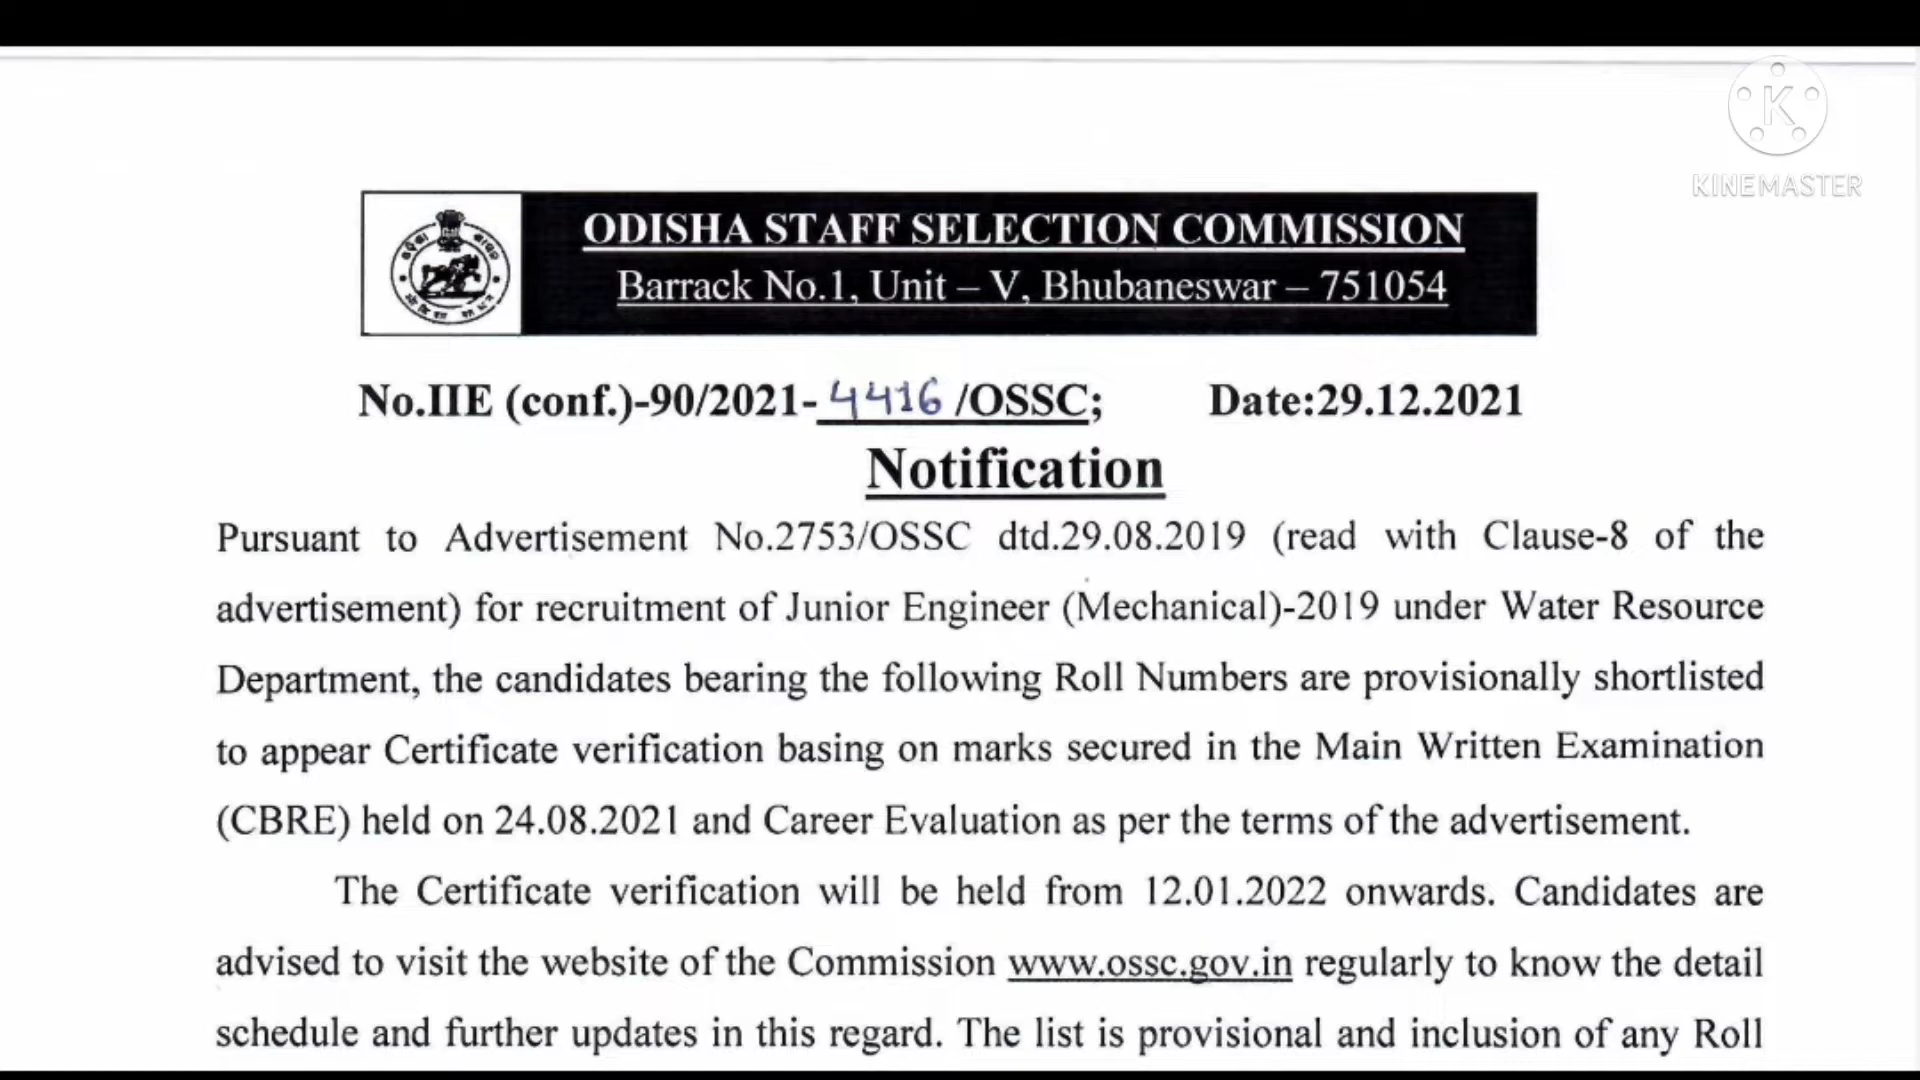 KINEMASTER
ODISHA STAFF SELECTION COMMISSION
Barrack No.1, Unit – V, Bhubaneswar – 751054
No.IIE (conf.)-90/2021- 4416 /OSSC; Date:29.12.2021
Notification
Pursuant to Advertisement No.2753/OSSC dtd.29.08.2019 (read with Clause-8 of the
advertisement) for recruitment of Junior Engineer (Mechanical)-2019 under Water Resource
Department, the candidates bearing the following Roll Numbers are provisionally shortlisted
to appear Certificate verification basing on marks secured in the Main Written Examination
(CBRE) held on 24.08.2021 and Career Evaluation as per the terms of the advertisement.
The Certificate verification will be held from 12.01.2022 onwards. Candidates are
advised to visit the website of the Commission www.ossc.gov.in regularly to know the detail
schedule and further updates in this regard. The list is provisional and inclusion of any Roll